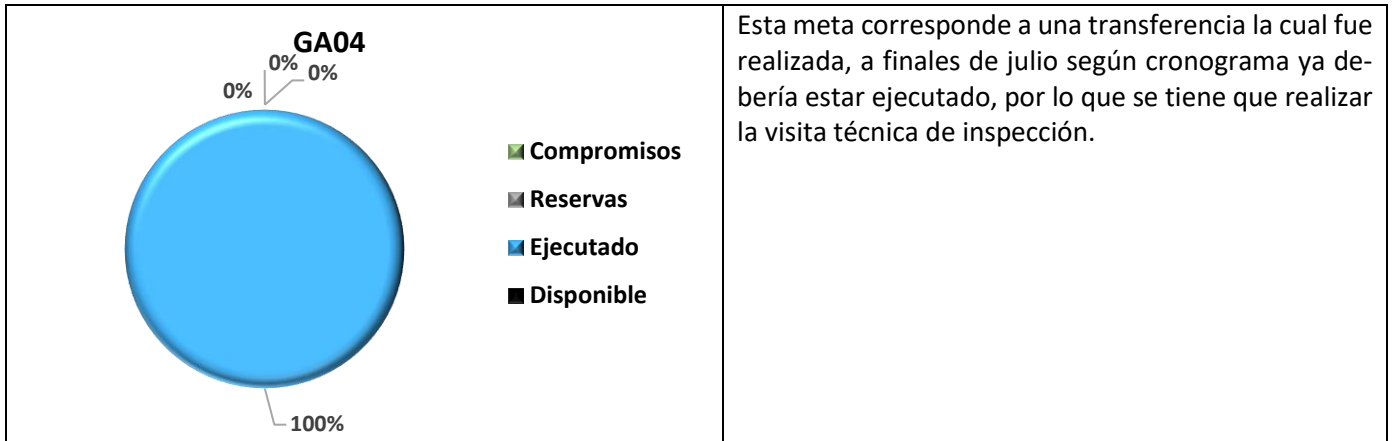 GA04
0%
0%
0%
100%
Compromisos
Reservas
Ejecutado
Disponible
Esta meta corresponde a una transferencia la cual fue
realizada, a finales de julio según cronograma ya de-
bería estar ejecutado, por lo que se tiene que realizar
la visita técnica de inspección.